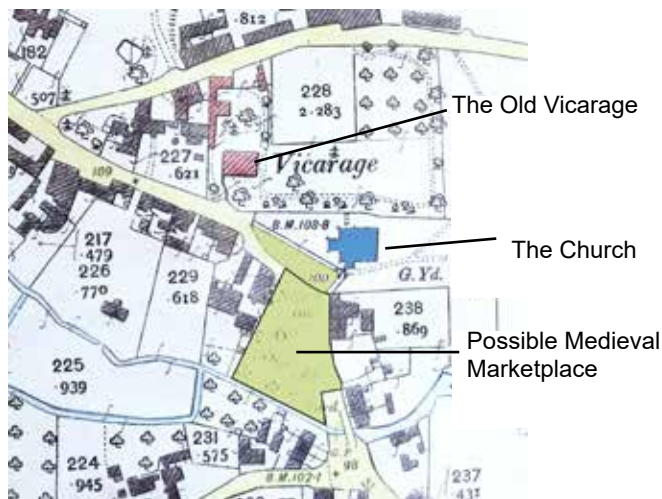 .812
182
507
228
2.283
The Old Vicarage
227
.621
Vicarage
109
B.M.108.8
217
.479
226
.770
229
.618
The Church
100
G.Yd.
238
.869
Possible Medieval
Marketplace
225
.939
231
.575
G.P.
98
224
.945
B.M.102.1
237